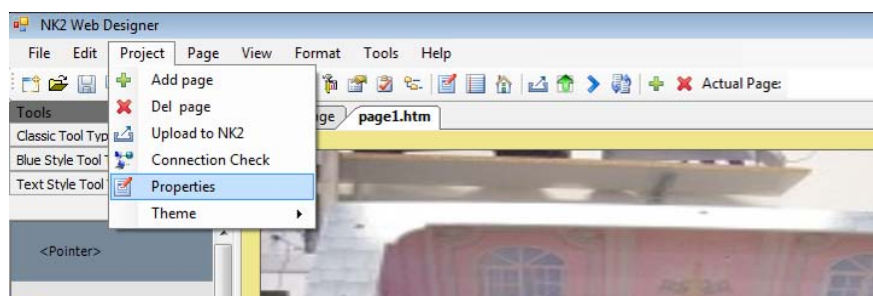 NK2 Web Designer
File Edit Project Page View Format Tools Help
Actual Page:
Add page
Del page
Upload to NK2
Connection Check
Properties
Theme
Tools
Classic Tool Typ
Blue Style Tool
Text Style Tool
<Pointer>
ge page1.htm